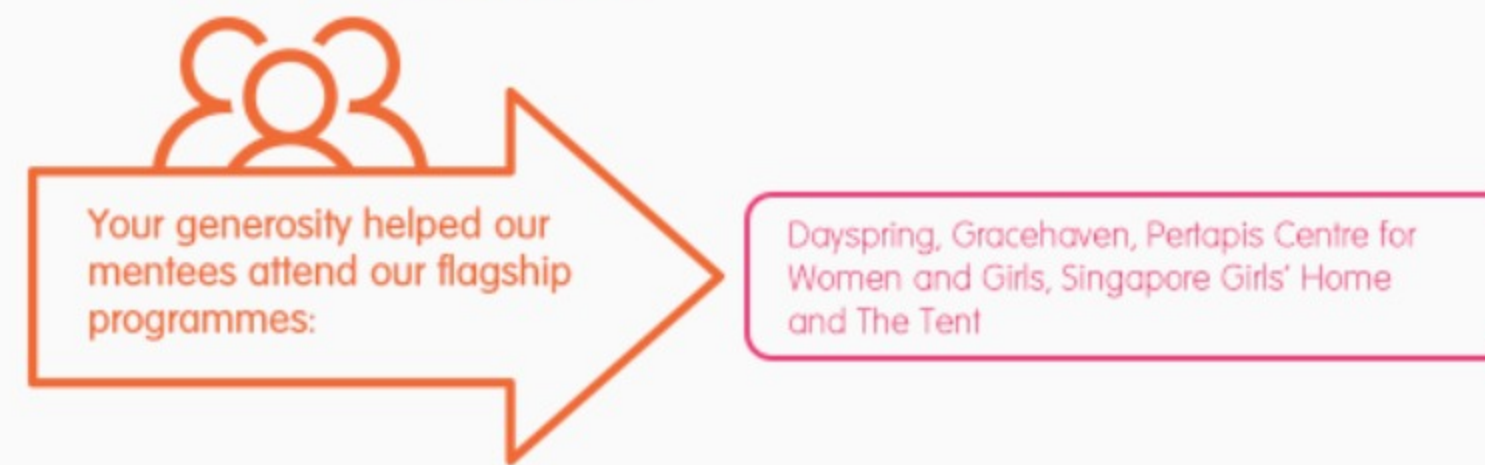 Your generosity helped our
mentees attend our flagship
programmes:
Dayspring, Gracehaven, Pertapis Centre for
Women and Girls, Singapore Girls’ Home
and The Tent